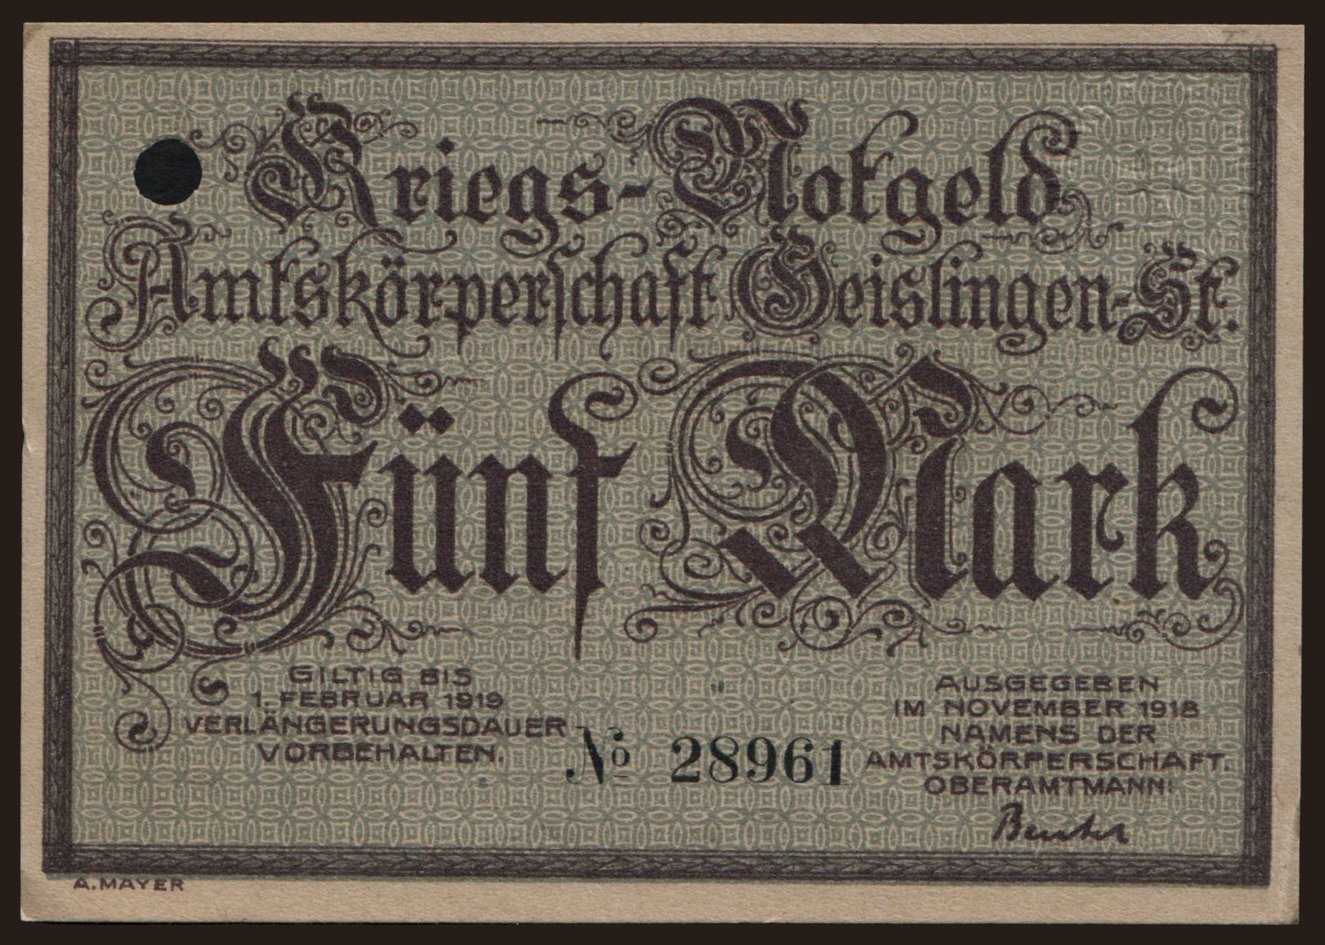 Kriegs-Notgeld
Amtskörperschaft Geislingen-St.
Fünf Mark
GILTIG BIS
1. FEBRUAR 1919
VERLÄNGERUNGSDAUER
VORBEHALTEN.
№ 28961
AUSGEGEBEN
IM NOVEMBER 1918
NAMENS DER
AMTSKÖRPERSCHAFT.
OBERAMTMANN:
A. MAYER